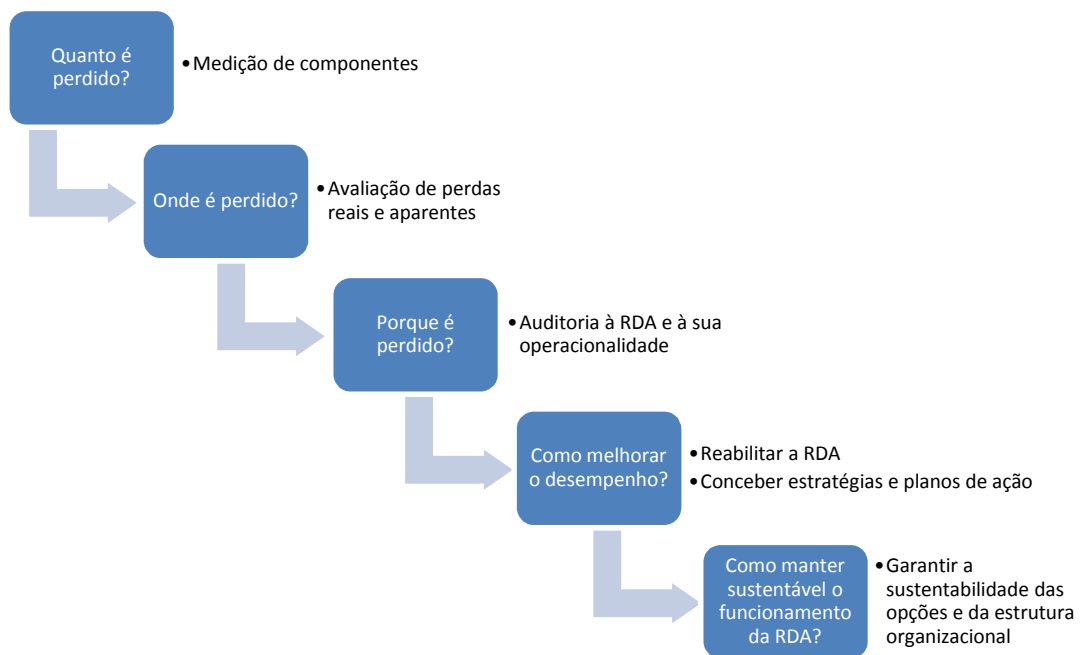 Quanto é
perdido?
•Medição de componentes
Onde é perdido?
•Avaliação de perdas
reais e aparentes
Porque é
perdido?
•Auditoria à RDA e à sua
operacionalidade
Como melhorar
o desempenho?
•Reabilitar a RDA
•Conceber estratégias e planos de ação
Como manter
sustentável o
funcionamento
da RDA?
•Garantir a
sustentabilidade das
opções e da estrutura
organizacional